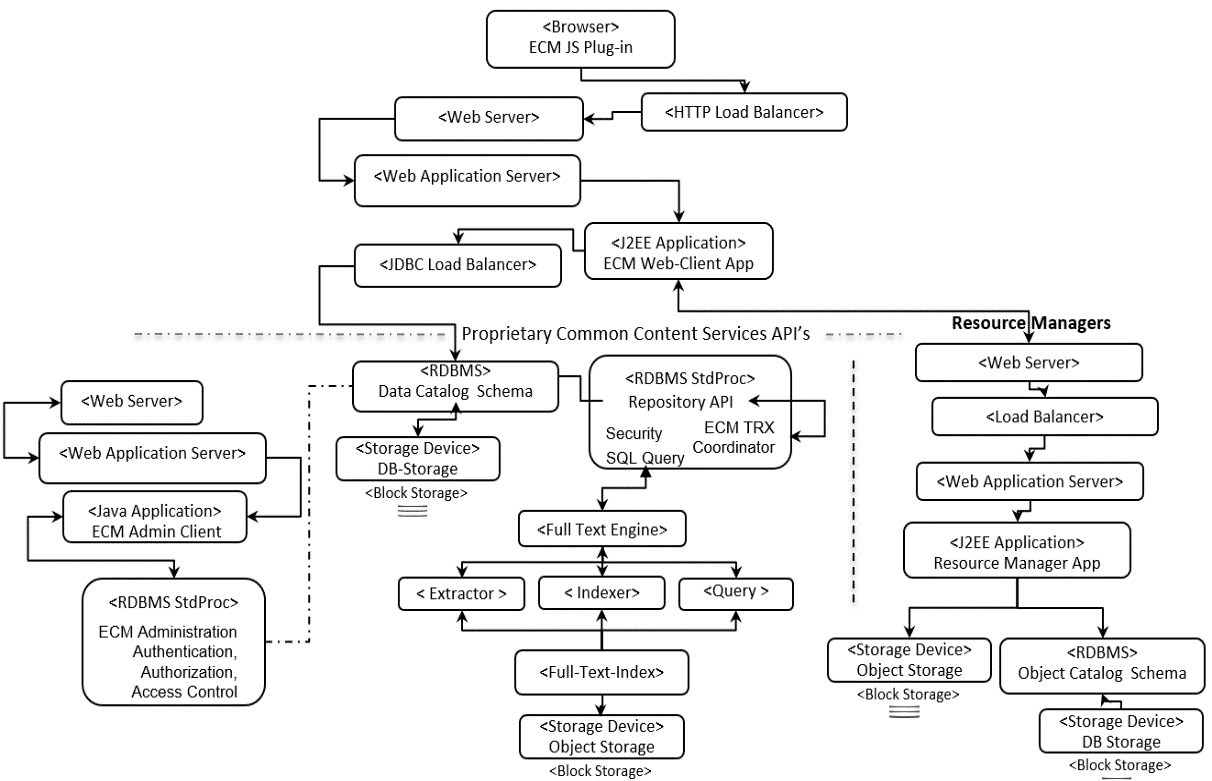 <Browser>
ECM JS Plug-in
<HTTP Load Balancer>
<Web Server>
<Web Application Server>
<J2EE Application>
ECM Web-Client App
<JDBC Load Balancer>
Proprietary Common Content Services API's
Resource Managers
<RDBMS>
Data Catalog Schema
<Storage Device>
DB-Storage
<Block Storage>
<RDBMS StdProc>
Repository API
Security
ECM TRX
Coordinator
SQL Query
<Full Text Engine>
< Extractor >
< Indexer>
<Query >
<Full-Text-Index>
<Storage Device>
Object Storage
<Block Storage>
<Web Server>
<Web Application Server>
<Java Application>
ECM Admin Client
<RDBMS StdProc>
ECM Administration
Authentication,
Authorization,
Access Control
<Web Server>
<Load Balancer>
<Web Application Server>
<J2EE Application>
Resource Manager App
<Storage Device>
Object Storage
<Block Storage>
<RDBMS>
Object Catalog Schema
<Storage Device>
DB Storage
<Block Storage>